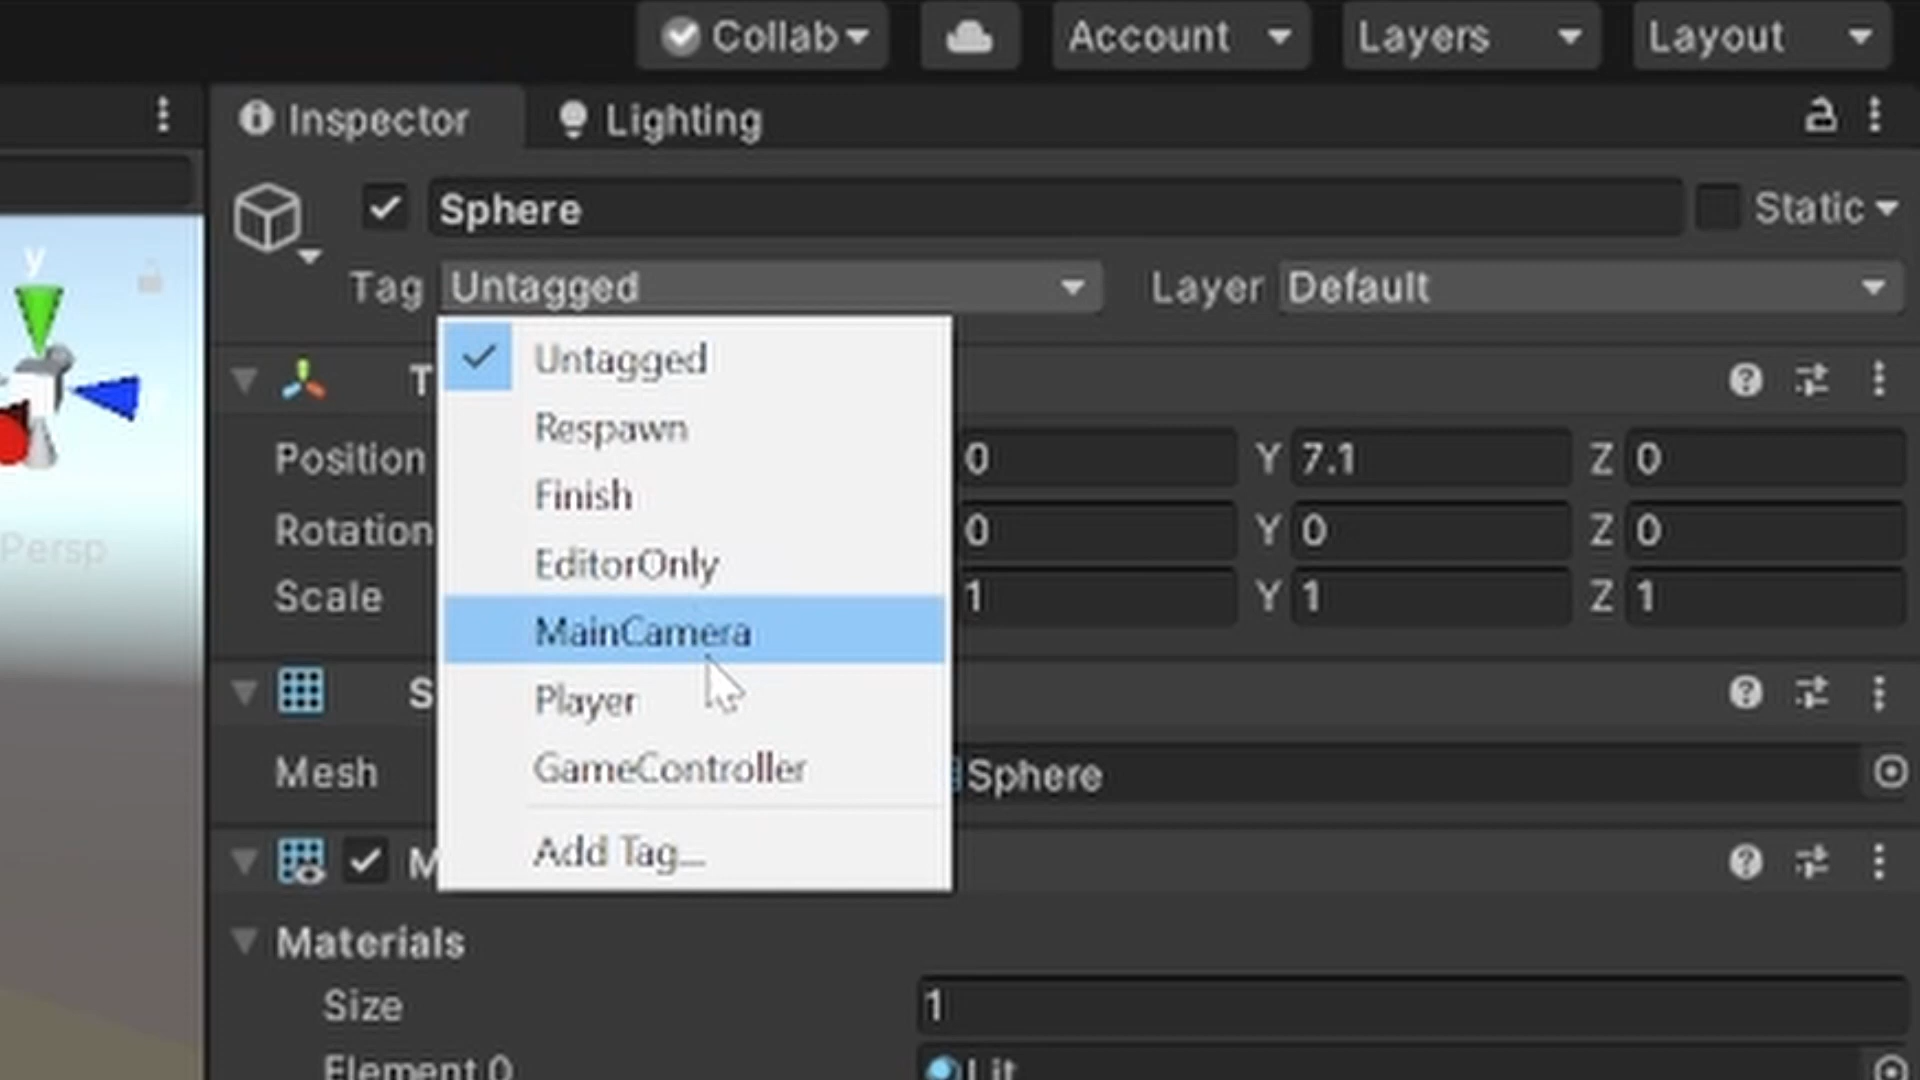 Collab Account Layers Layout
Inspector Lighting
Sphere Static
Tag Untagged Layer Default
Untagged
Respawn
Finish
EditorOnly
MainCamera
Player
GameController
Add Tag...
y
Persp
T
Position 0 Y 7.1 Z 0
Rotation 0 Y 0 Z 0
Scale 1 Y 1 Z 1
S
Mesh Sphere
M
Materials
Size 1
Element 0 Lit